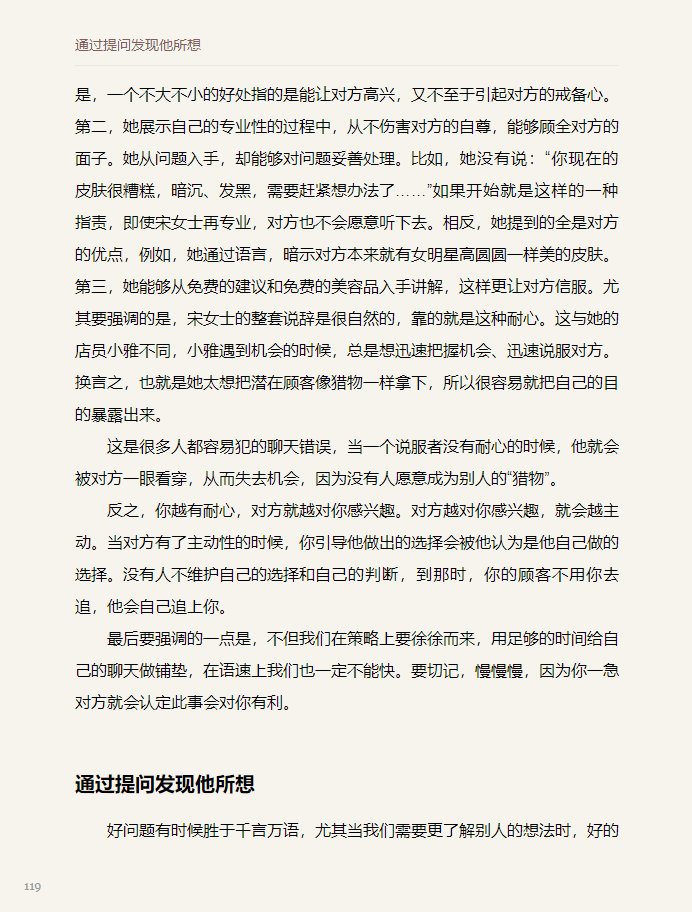 通过提问发现他所想
是，一个不大不小的好处指的是能让对方高兴，又不至于引起对方的戒备心。
第二，她展示自己的专业性的过程中，从不伤害对方的自尊，能够顾全对方的
面子。她从问题入手，却能够对问题妥善处理。比如，她没有说：“你现在的
皮肤很糟糕，暗沉、发黑，需要赶紧想办法了……”如果开始就是这样的一种
指责，即使宋女士再专业，对方也不会愿意听下去。相反，她提到的全是对方
的优点，例如，她通过语言，暗示对方本来就有女明星高圆圆一样美的皮肤。
第三，她能够从免费的建议和免费的美容品入手讲解，这样更让对方信服。尤
其要强调的是，宋女士的整套说辞是很自然的，靠的就是这种耐心。这与她的
店员小雅不同，小雅遇到机会的时候，总是想迅速把握机会、迅速说服对方。
换言之，也就是她太想把潜在顾客像猎物一样拿下，所以很容易就把自己的目
的暴露出来。
这是很多人都容易犯的聊天错误，当一个说服者没有耐心的时候，他就会
被对方一眼看穿，从而失去机会，因为没有人愿意成为别人的“猎物”。
反之，你越有耐心，对方就越对你感兴趣。对方越对你感兴趣，就会越主
动。当对方有了主动性的时候，你引导他做出的选择会被他认为是他自己做的
选择。没有人不维护自己的选择和自己的判断，到那时，你的顾客不用你去
追，他会自己追上你。
最后要强调的一点是，不但我们在策略上要徐徐而来，用足够的时间给自
己的聊天做铺垫，在语速上我们也一定不能快。要切记，慢慢慢，因为你一急
对方就会认定此事会对你有利。
通过提问发现他所想
好问题有时候胜于千言万语，尤其当我们需要更了解别人的想法时，好的
119